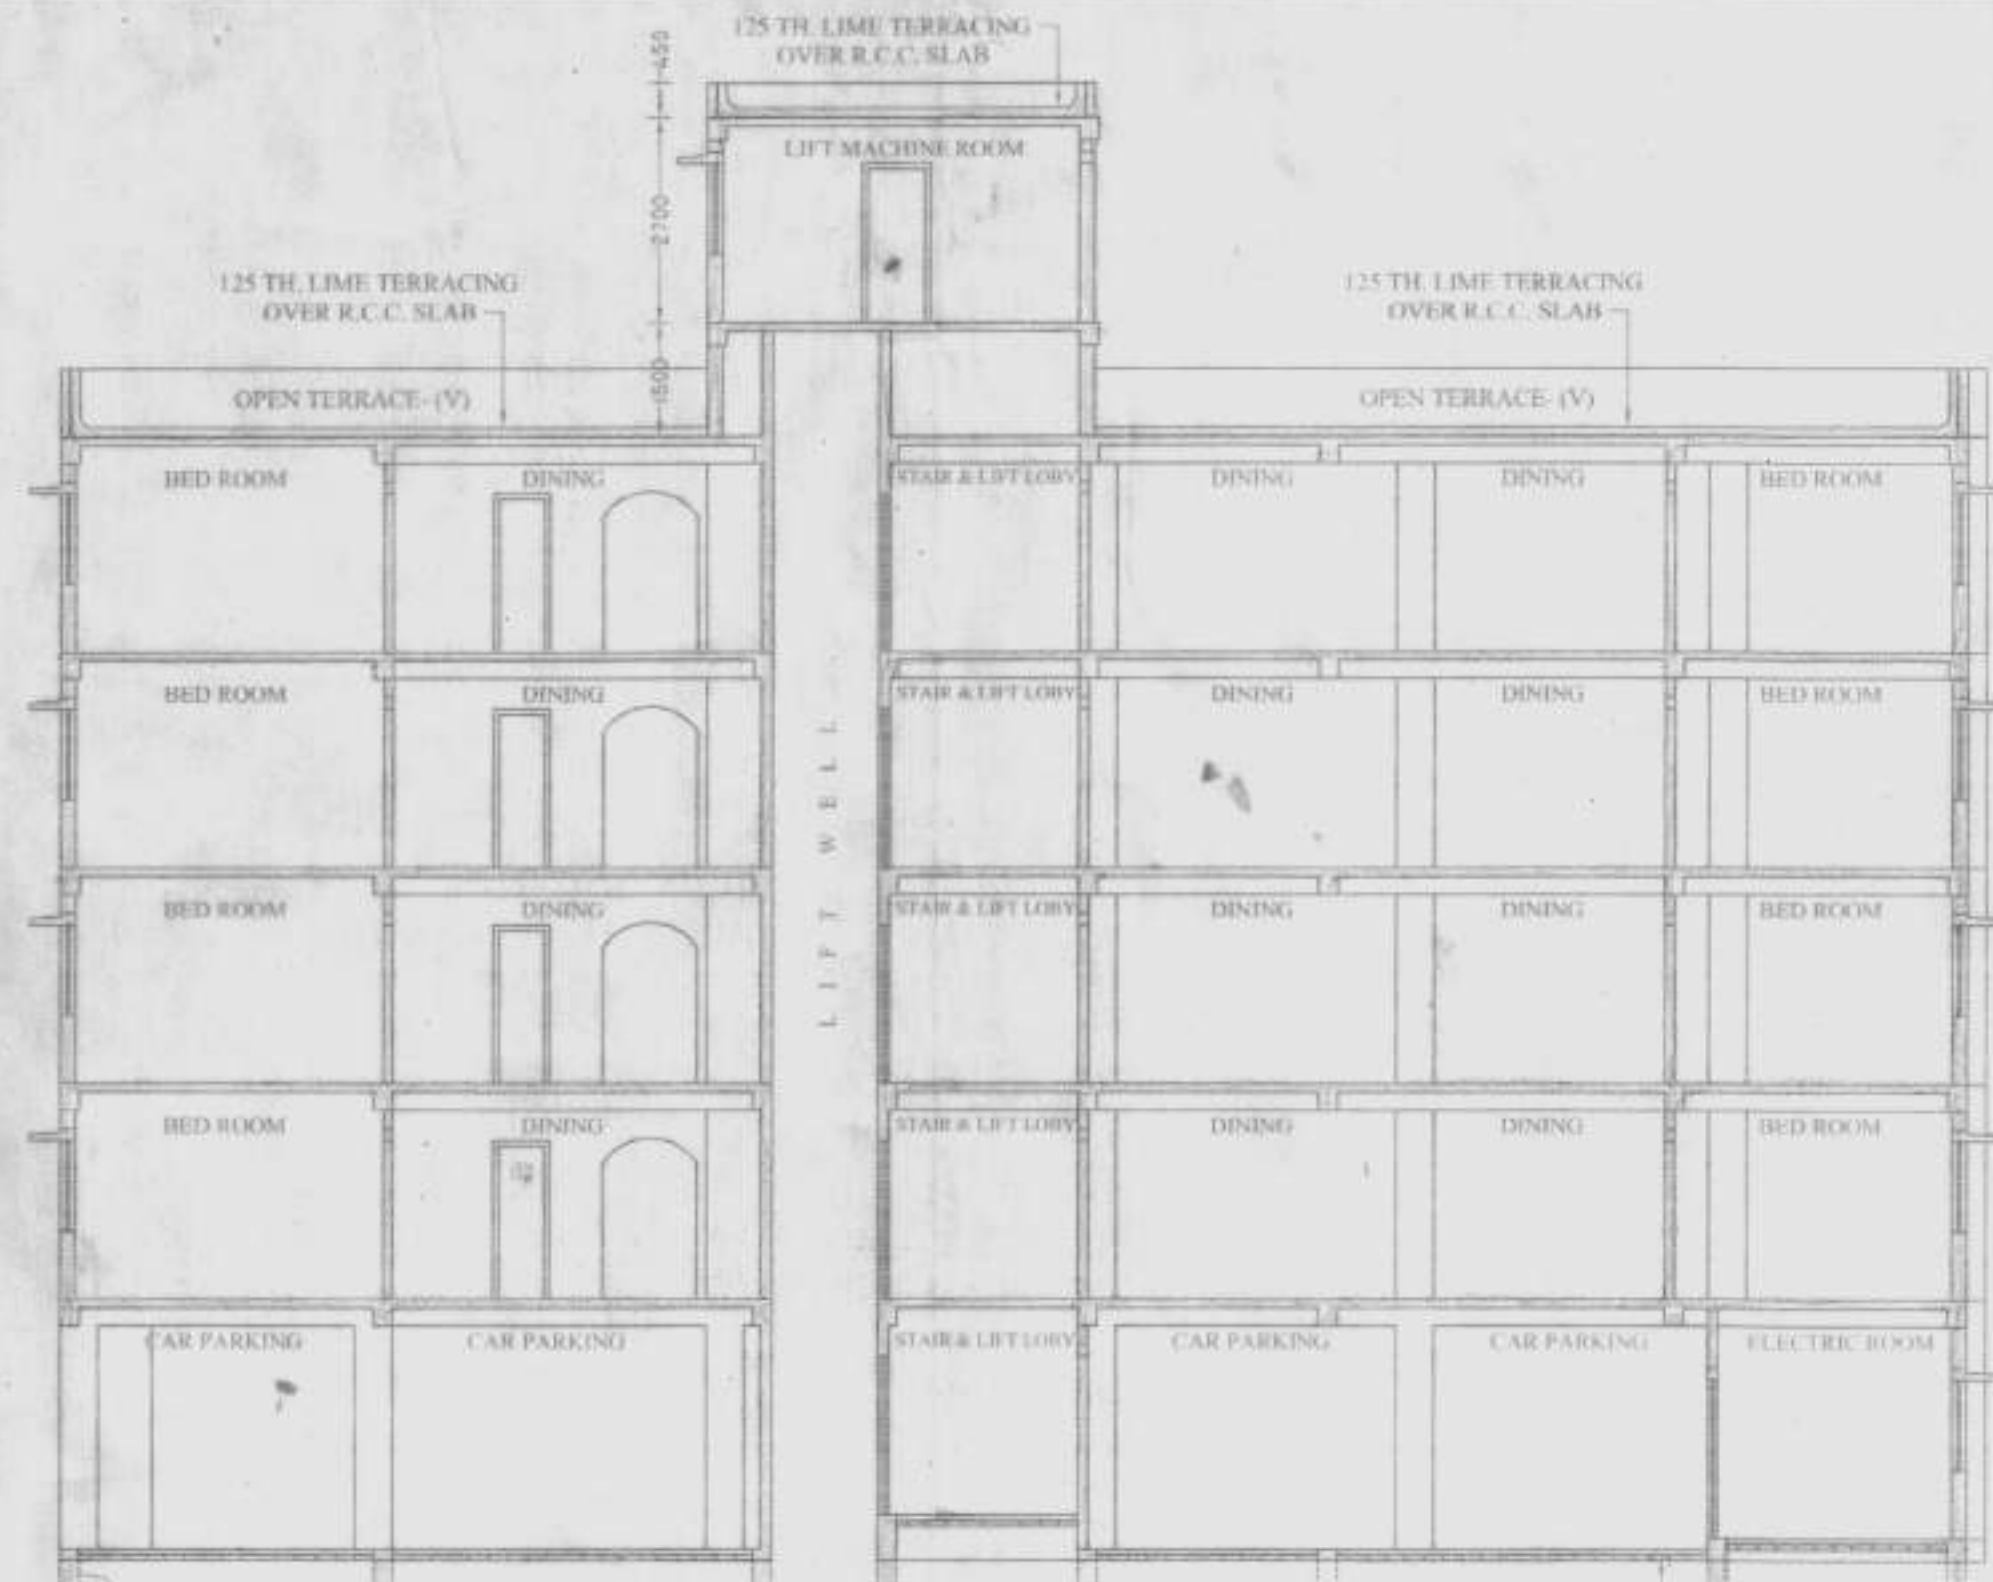 125 TH. LIME TERRACING
OVER R.C.C. SLAB
450
LIFT MACHINE ROOM
2700
125 TH. LIME TERRACING
OVER R.C.C. SLAB
125 TH. LIME TERRACING
OVER R.C.C. SLAB
1500
OPEN TERRACE- (V)
OPEN TERRACE- (V)
BED ROOM
DINING
STAIR & LIFT LOBY
DINING
DINING
BED ROOM
BED ROOM
DINING
STAIR & LIFT LOBY
DINING
DINING
BED ROOM
LIFT WELL
BED ROOM
DINING
STAIR & LIFT LOBY
DINING
DINING
BED ROOM
BED ROOM
DINING
STAIR & LIFT LOBY
DINING
DINING
BED ROOM
CAR PARKING
CAR PARKING
STAIR & LIFT LOBY
CAR PARKING
CAR PARKING
ELECTRIC ROOM